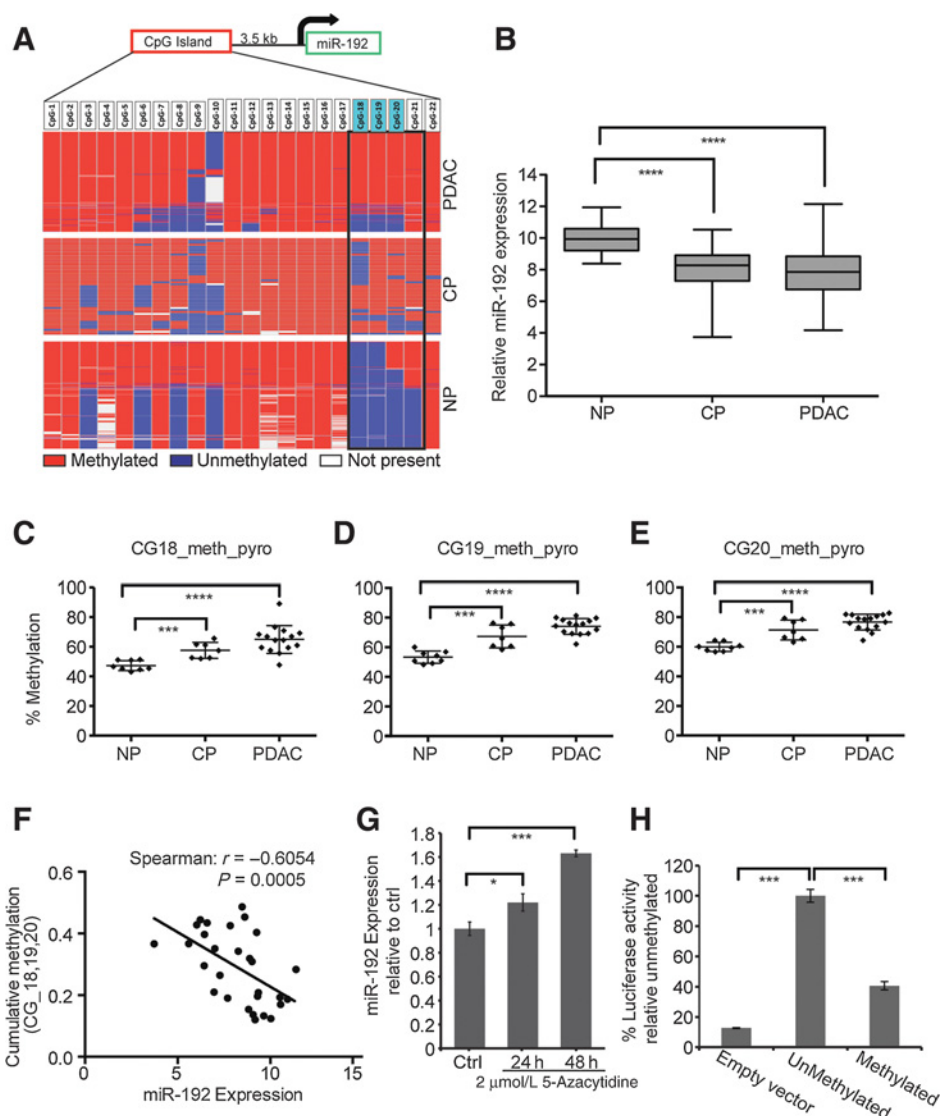 A
CpG Island
3.5 kb
miR-192
CpG-1
CpG-2
CpG-3
CpG-4
CpG-5
CpG-6
CpG-7
CpG-8
CpG-9
CpG-10
CpG-11
CpG-12
CpG-13
CpG-14
CpG-15
CpG-16
CpG-17
CpG-18
CpG-19
CpG-20
CpG-21
CpG-22
PDAC
CP
NP
Methylated
Unmethylated
Not present
B
Relative miR-192 expression
14
12
10
8
6
4
2
0
****
****
NP
CP
PDAC
C
CG18_meth_pyro
% Methylation
100
80
60
40
20
0
****
***
NP
CP
PDAC
D
CG19_meth_pyro
100
80
60
40
20
0
****
***
NP
CP
PDAC
E
CG20_meth_pyro
100
80
60
40
20
0
****
***
NP
CP
PDAC
F
Spearman: r = −0.6054
P = 0.0005
Cumulative methylation
(CG_18,19,20)
0.6
0.4
0.2
0.0
0
5
10
15
miR-192 Expression
G
miR-192 Expression
relative to ctrl
1.8
1.6
1.4
1.2
1
0.8
0.6
0.4
0.2
0
***
*
Ctrl
24 h
48 h
2 μmol/L 5-Azacytidine
H
% Luciferase activity
relative unmethylated
120
100
80
60
40
20
0
***
***
Empty vector
UnMethylated
Methylated